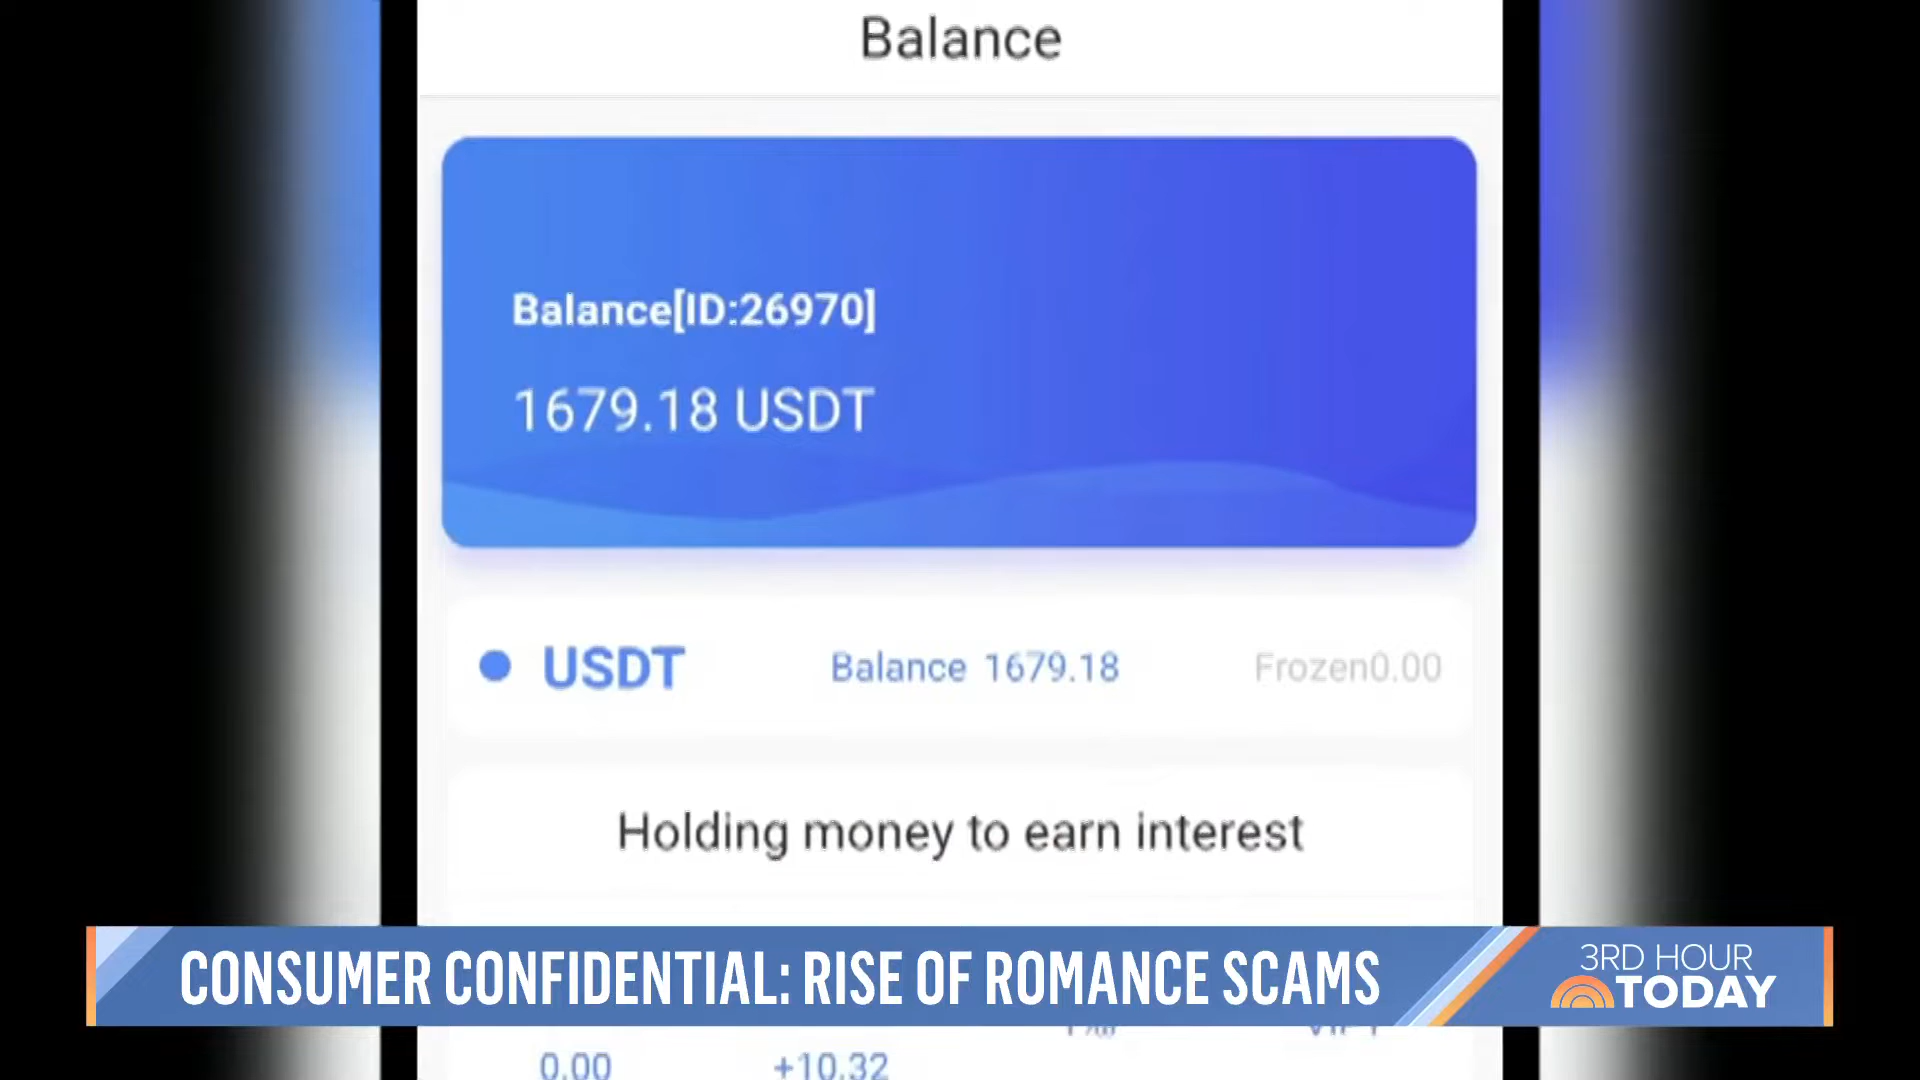 Balance
Balance[ID:26970]
1679.18 USDT
USDT Balance 1679.18 Frozen0.00
Holding money to earn interest
CONSUMER CONFIDENTIAL: RISE OF ROMANCE SCAMS
3RD HOUR
TODAY
0.00 +10.32